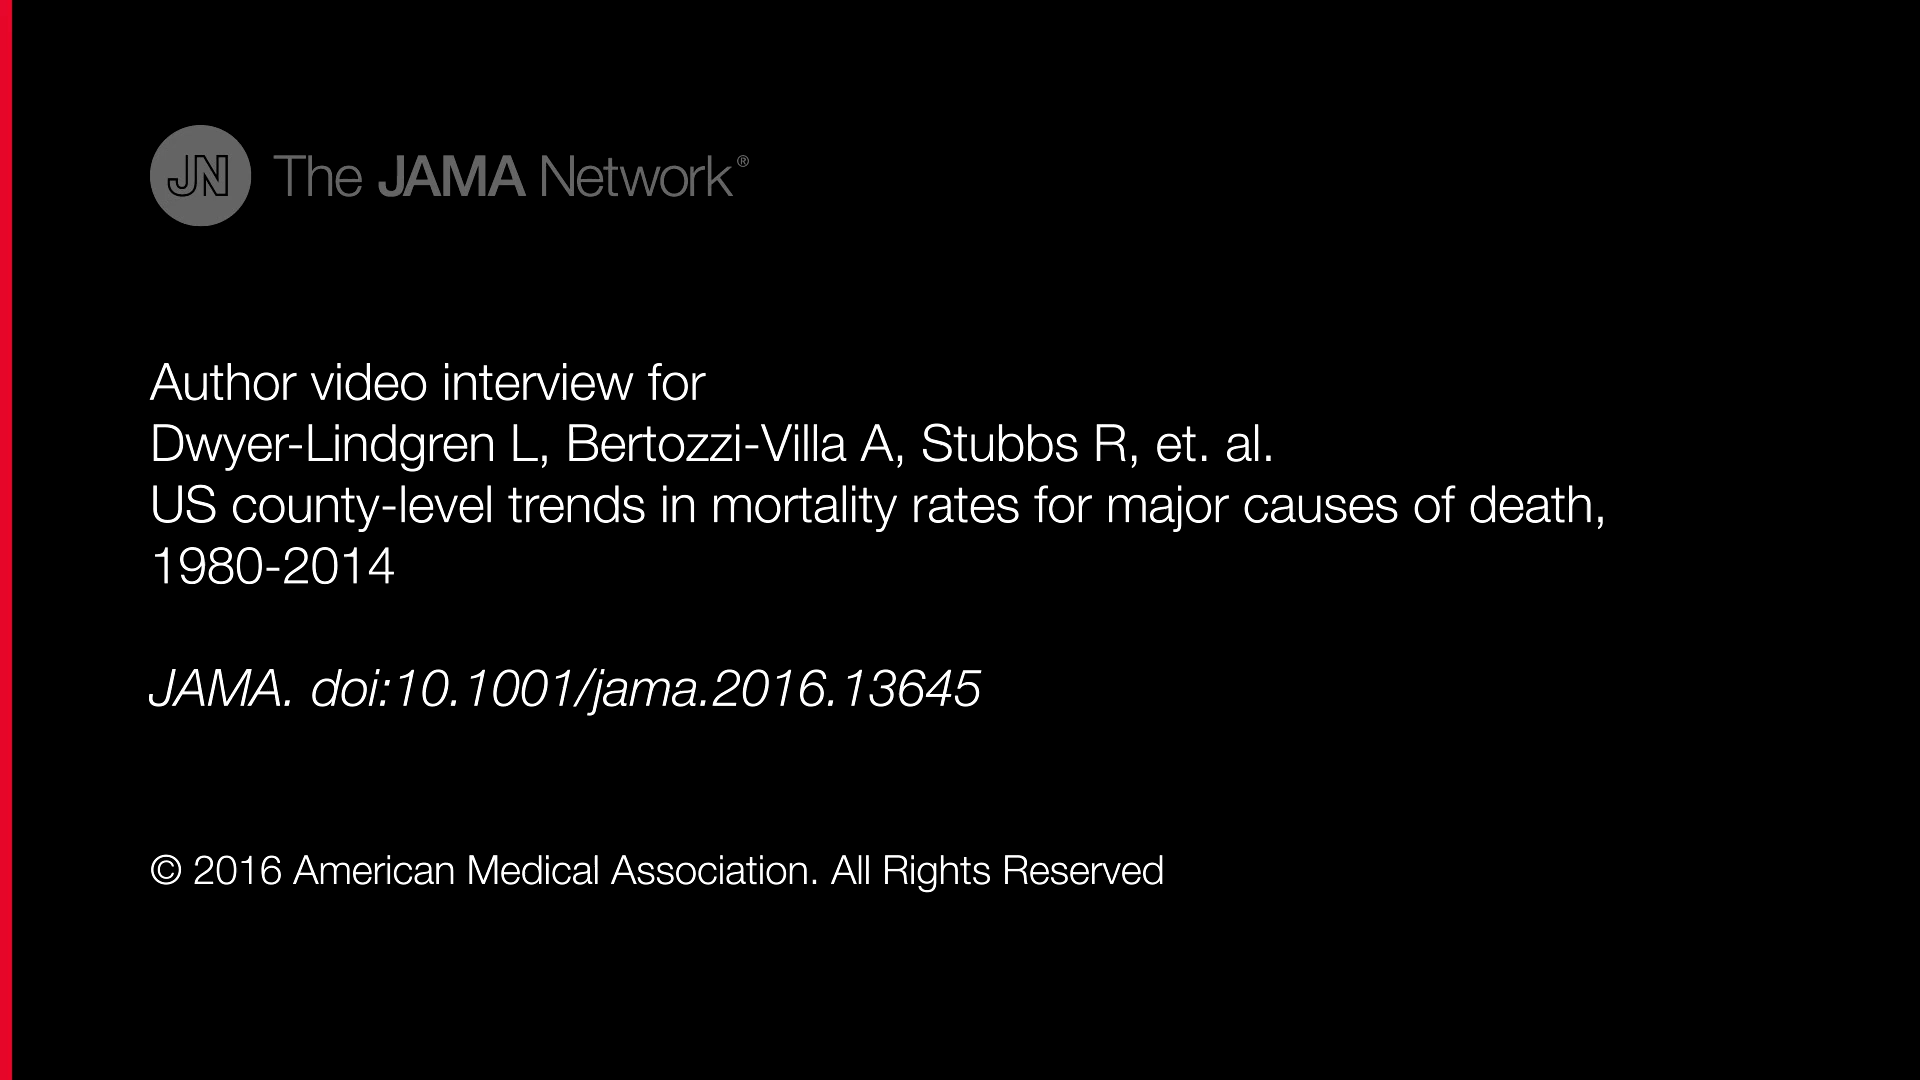 JN The JAMA Network®
Author video interview for
Dwyer-Lindgren L, Bertozzi-Villa A, Stubbs R, et. al.
US county-level trends in mortality rates for major causes of death,
1980-2014
JAMA. doi:10.1001/jama.2016.13645
© 2016 American Medical Association. All Rights Reserved